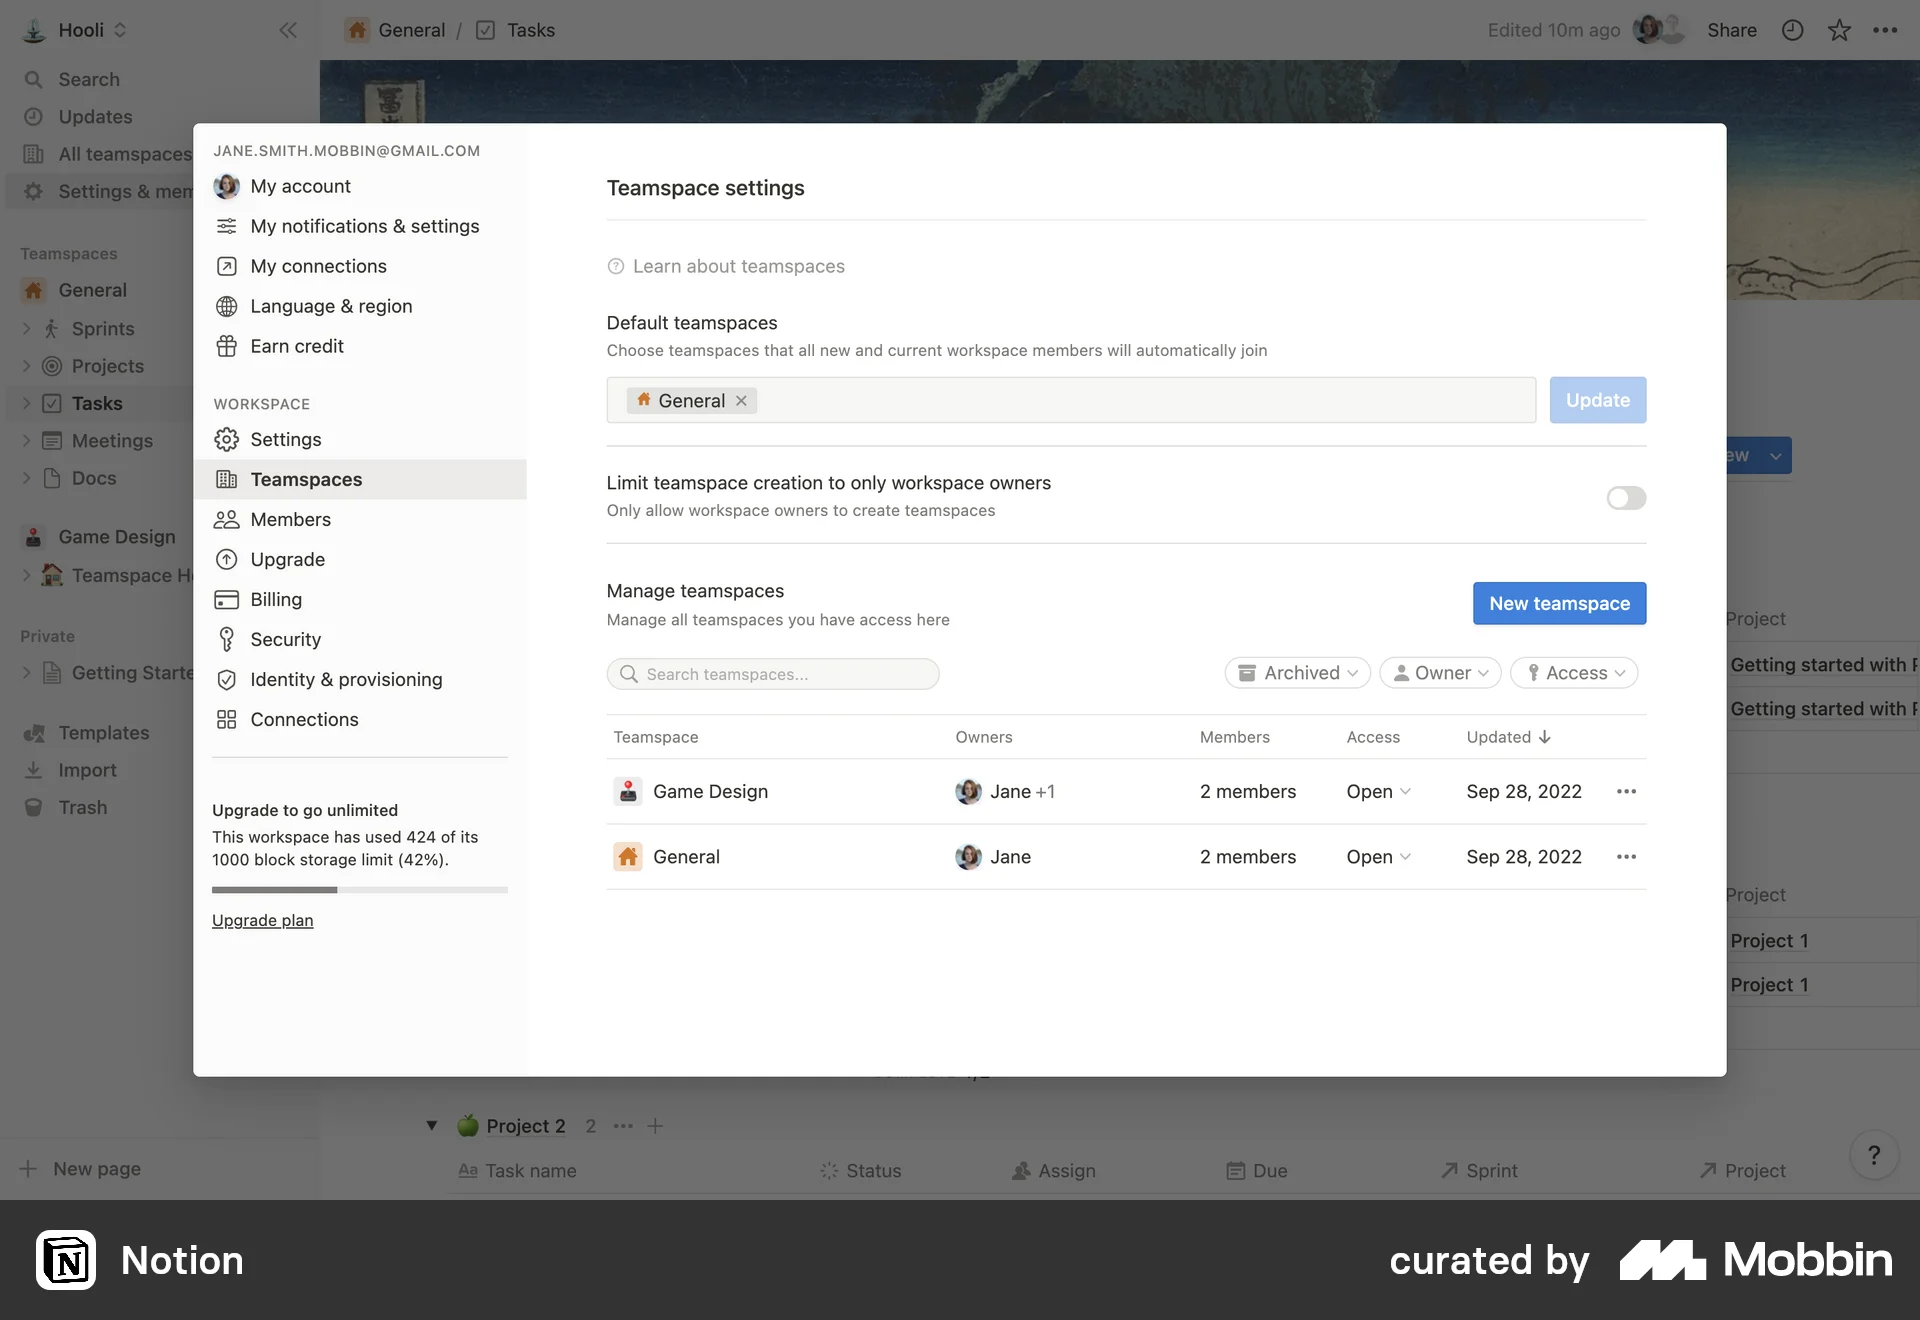 Hooli
General / Tasks
Edited 10m ago
Share
Search
Updates
All teamspaces
Settings & mem
Teamspaces
General
Sprints
Projects
Tasks
Meetings
Docs
Game Design
Teamspace H
Private
Getting Starte
Templates
Import
Trash
New page
JANE.SMITH.MOBBIN@GMAIL.COM
My account
My notifications & settings
My connections
Language & region
Earn credit
WORKSPACE
Settings
Teamspaces
Members
Upgrade
Billing
Security
Identity & provisioning
Connections
Upgrade to go unlimited
This workspace has used 424 of its
1000 block storage limit (42%).
Upgrade plan
Teamspace settings
Learn about teamspaces
Default teamspaces
Choose teamspaces that all new and current workspace members will automatically join
General
Update
Limit teamspace creation to only workspace owners
Only allow workspace owners to create teamspaces
Manage teamspaces
Manage all teamspaces you have access here
New teamspace
Search teamspaces...
Archived
Owner
Access
Teamspace Owners Members Access Updated
Game Design Jane +1 2 members Open Sep 28, 2022
General Jane 2 members Open Sep 28, 2022
ew
Project
Getting started with
Getting started with
Project
Project 1
Project 1
Project 2 2
Aa Task name Status Assign Due Sprint Project
?
Notion
curated by Mobbin